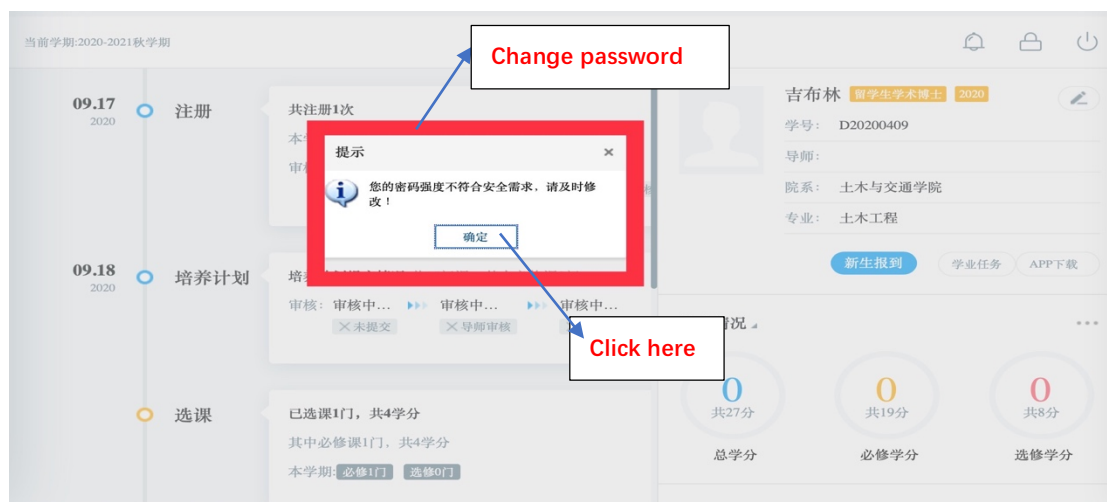 当前学期:2020-2021秋学期
Change password
09.17
2020
注册
共注册1次
提示
×
您的密码强度不符合安全需求，请及时修
改！
确定
吉布林 留学生学术博士 2020
学号: D20200409
导师:
院系: 土木与交通学院
专业: 土木工程
新生报到 学业任务 APP下载
09.18
2020
培养计划
审核: 审核中... 审核中... 审核中...
×未提交 ×导师审核
Click here
情况
0 0 0
共27分 共19分 共8分
总学分 必修学分 选修学分
选课
已选课1门，共4学分
其中必修课1门，共4学分
本学期: 必修1门 选修0门